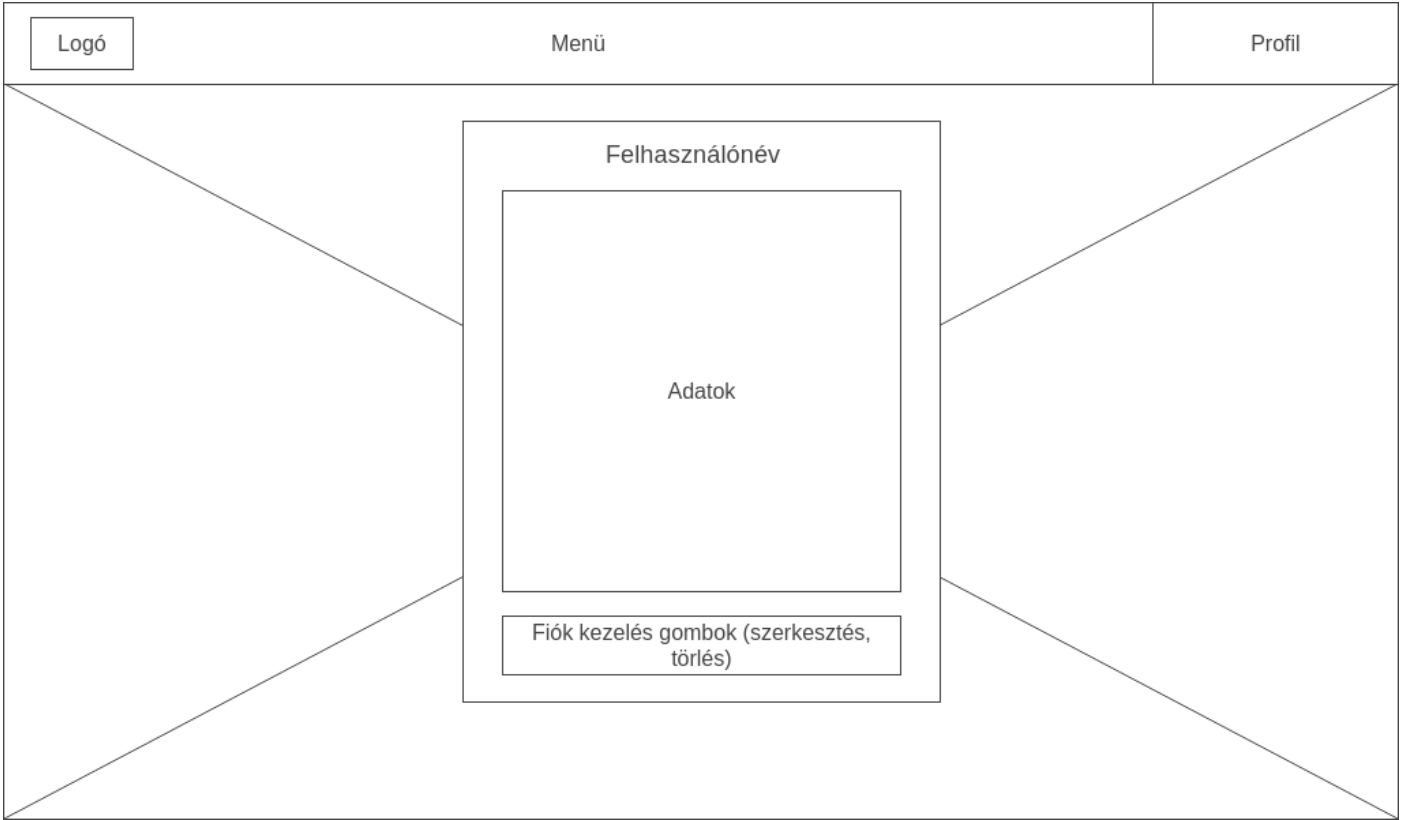 Logó
Menü
Profil
Felhasználónév
Adatok
Fiók kezelés gombok (szerkesztés,
törlés)